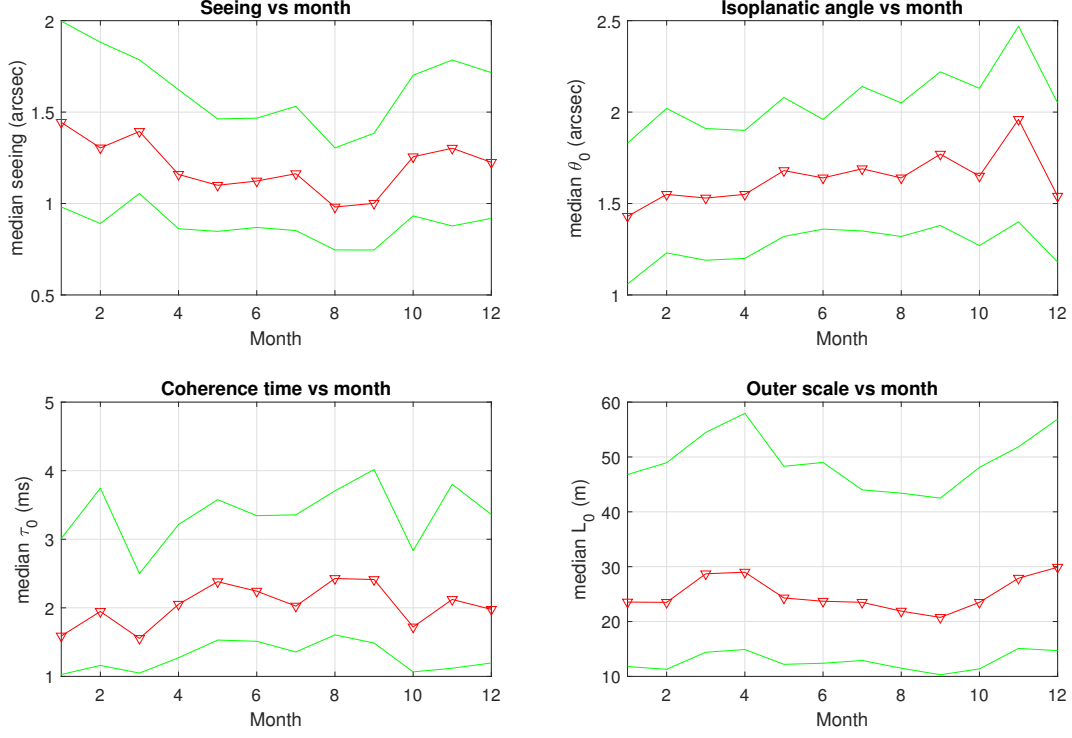 Seeing vs month
2
1.5
1
0.5
median seeing (arcsec)
2 4 6 8 10 12
Month
Isoplanatic angle vs month
2.5
2
1.5
1
median θ_0 (arcsec)
2 4 6 8 10 12
Month
Coherence time vs month
5
4
3
2
1
median τ_0 (ms)
2 4 6 8 10 12
Month
Outer scale vs month
60
50
40
30
20
10
median L_0 (m)
2 4 6 8 10 12
Month